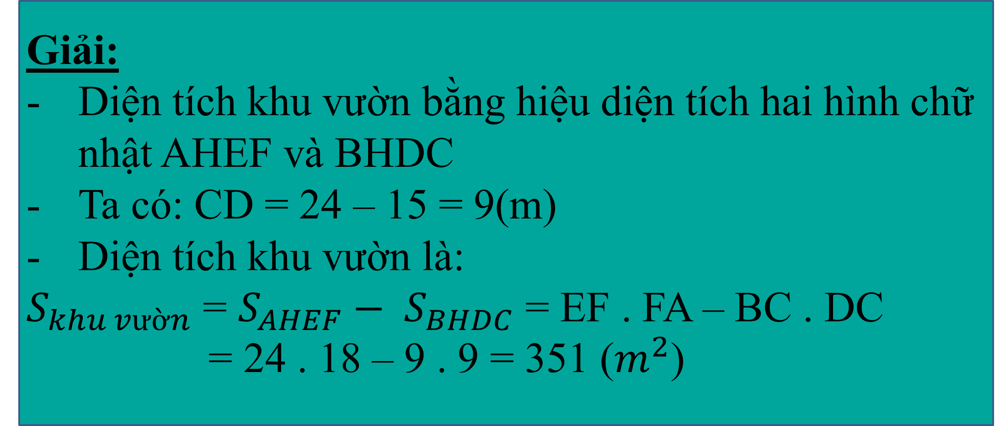 Giải:
- Diện tích khu vườn bằng hiệu diện tích hai hình chữ
nhật AHEF và BHDC
- Ta có: CD = 24 – 15 = 9(m)
- Diện tích khu vườn là:
S_{khu vườn} = S_{AHEF} − S_{BHDC} = EF . FA – BC . DC
= 24 . 18 – 9 . 9 = 351 (m²)